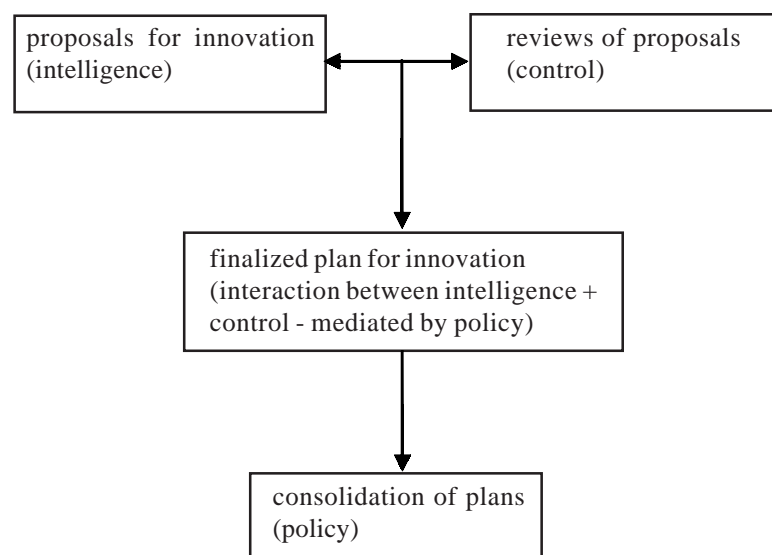 proposals for innovation
(intelligence)
reviews of proposals
(control)
finalized plan for innovation
(interaction between intelligence +
control - mediated by policy)
consolidation of plans
(policy)